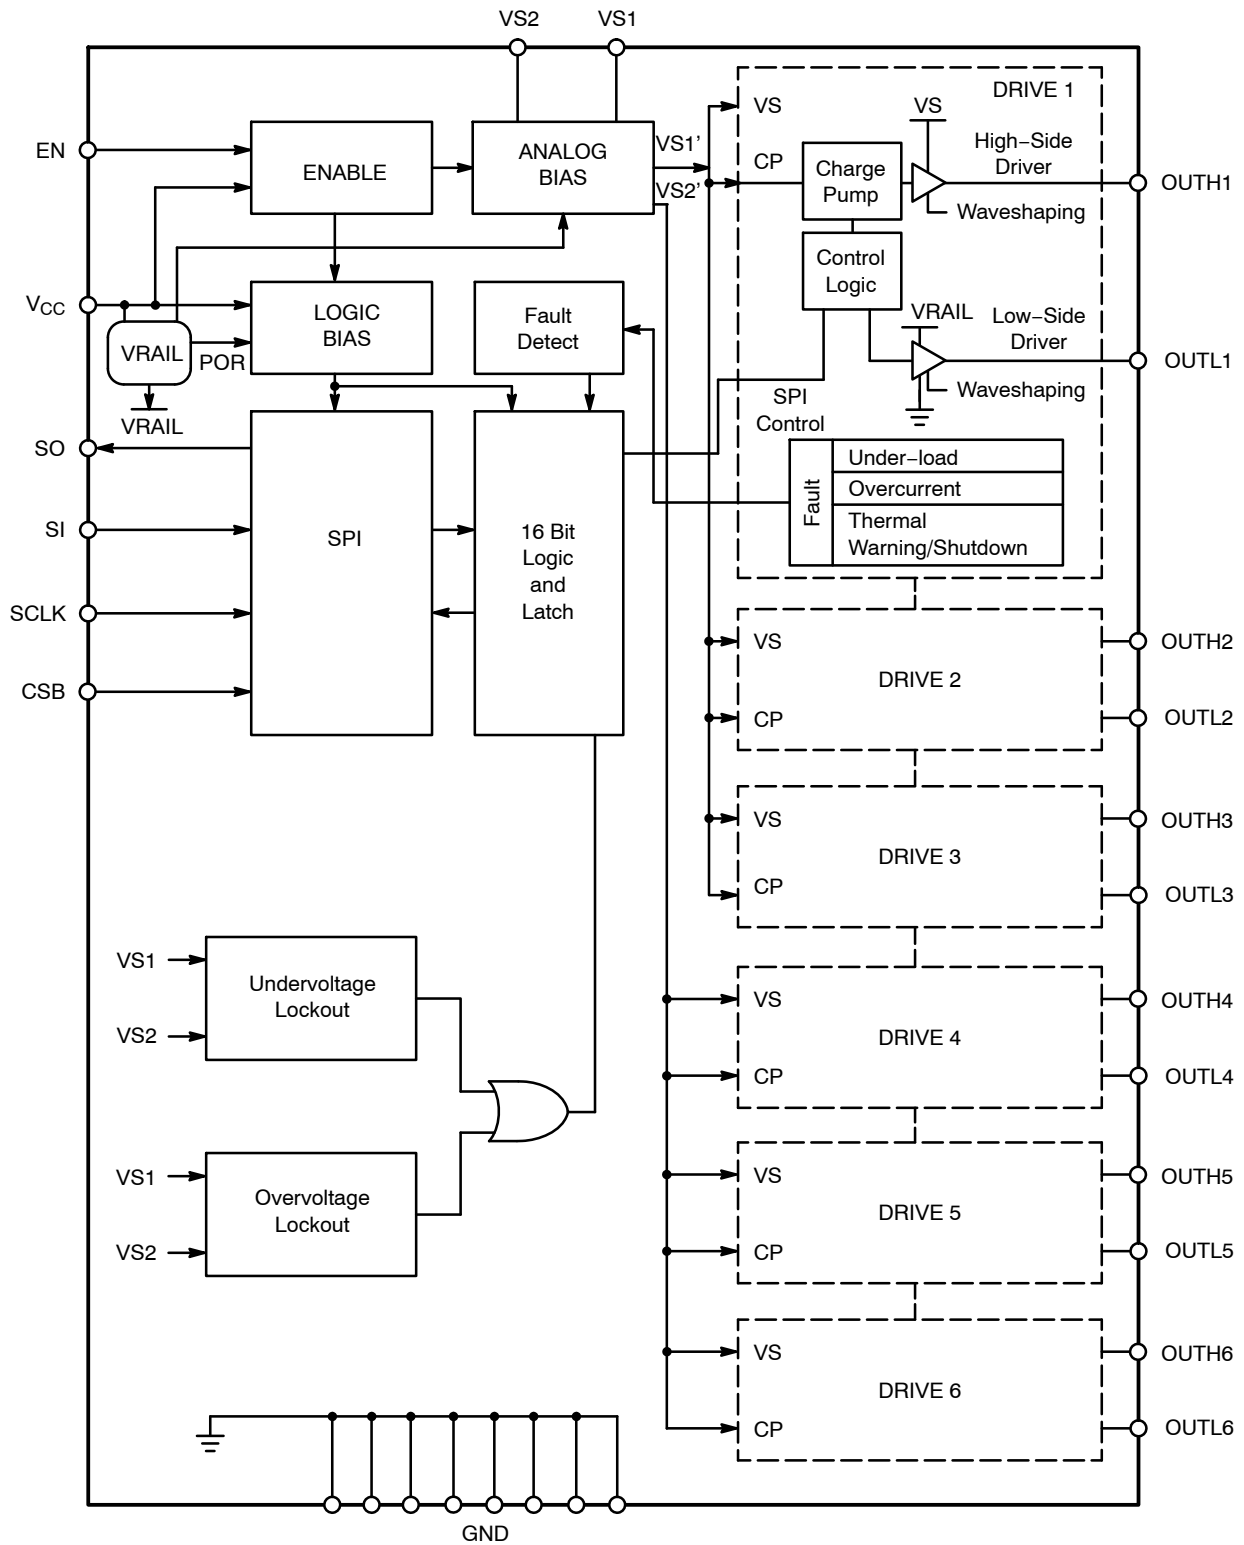 VS2
VS1
EN
ENABLE
ANALOG
BIAS
VS1’
VS2’
VCC
VRAIL
POR
VRAIL
LOGIC
BIAS
Fault
Detect
SO
SI
SCLK
CSB
SPI
16 Bit
Logic
and
Latch
DRIVE 1
VS
CP
Charge
Pump
Control
Logic
VS
High–Side
Driver
Waveshaping
OUTH1
VRAIL
Low–Side
Driver
Waveshaping
OUTL1
SPI
Control
Fault
Under–load
Overcurrent
Thermal
Warning/Shutdown
VS
DRIVE 2
CP
OUTH2
OUTL2
VS
DRIVE 3
CP
OUTH3
OUTL3
VS
DRIVE 4
CP
OUTH4
OUTL4
VS
DRIVE 5
CP
OUTH5
OUTL5
VS
DRIVE 6
CP
OUTH6
OUTL6
VS1
VS2
Undervoltage
Lockout
VS1
VS2
Overvoltage
Lockout
GND